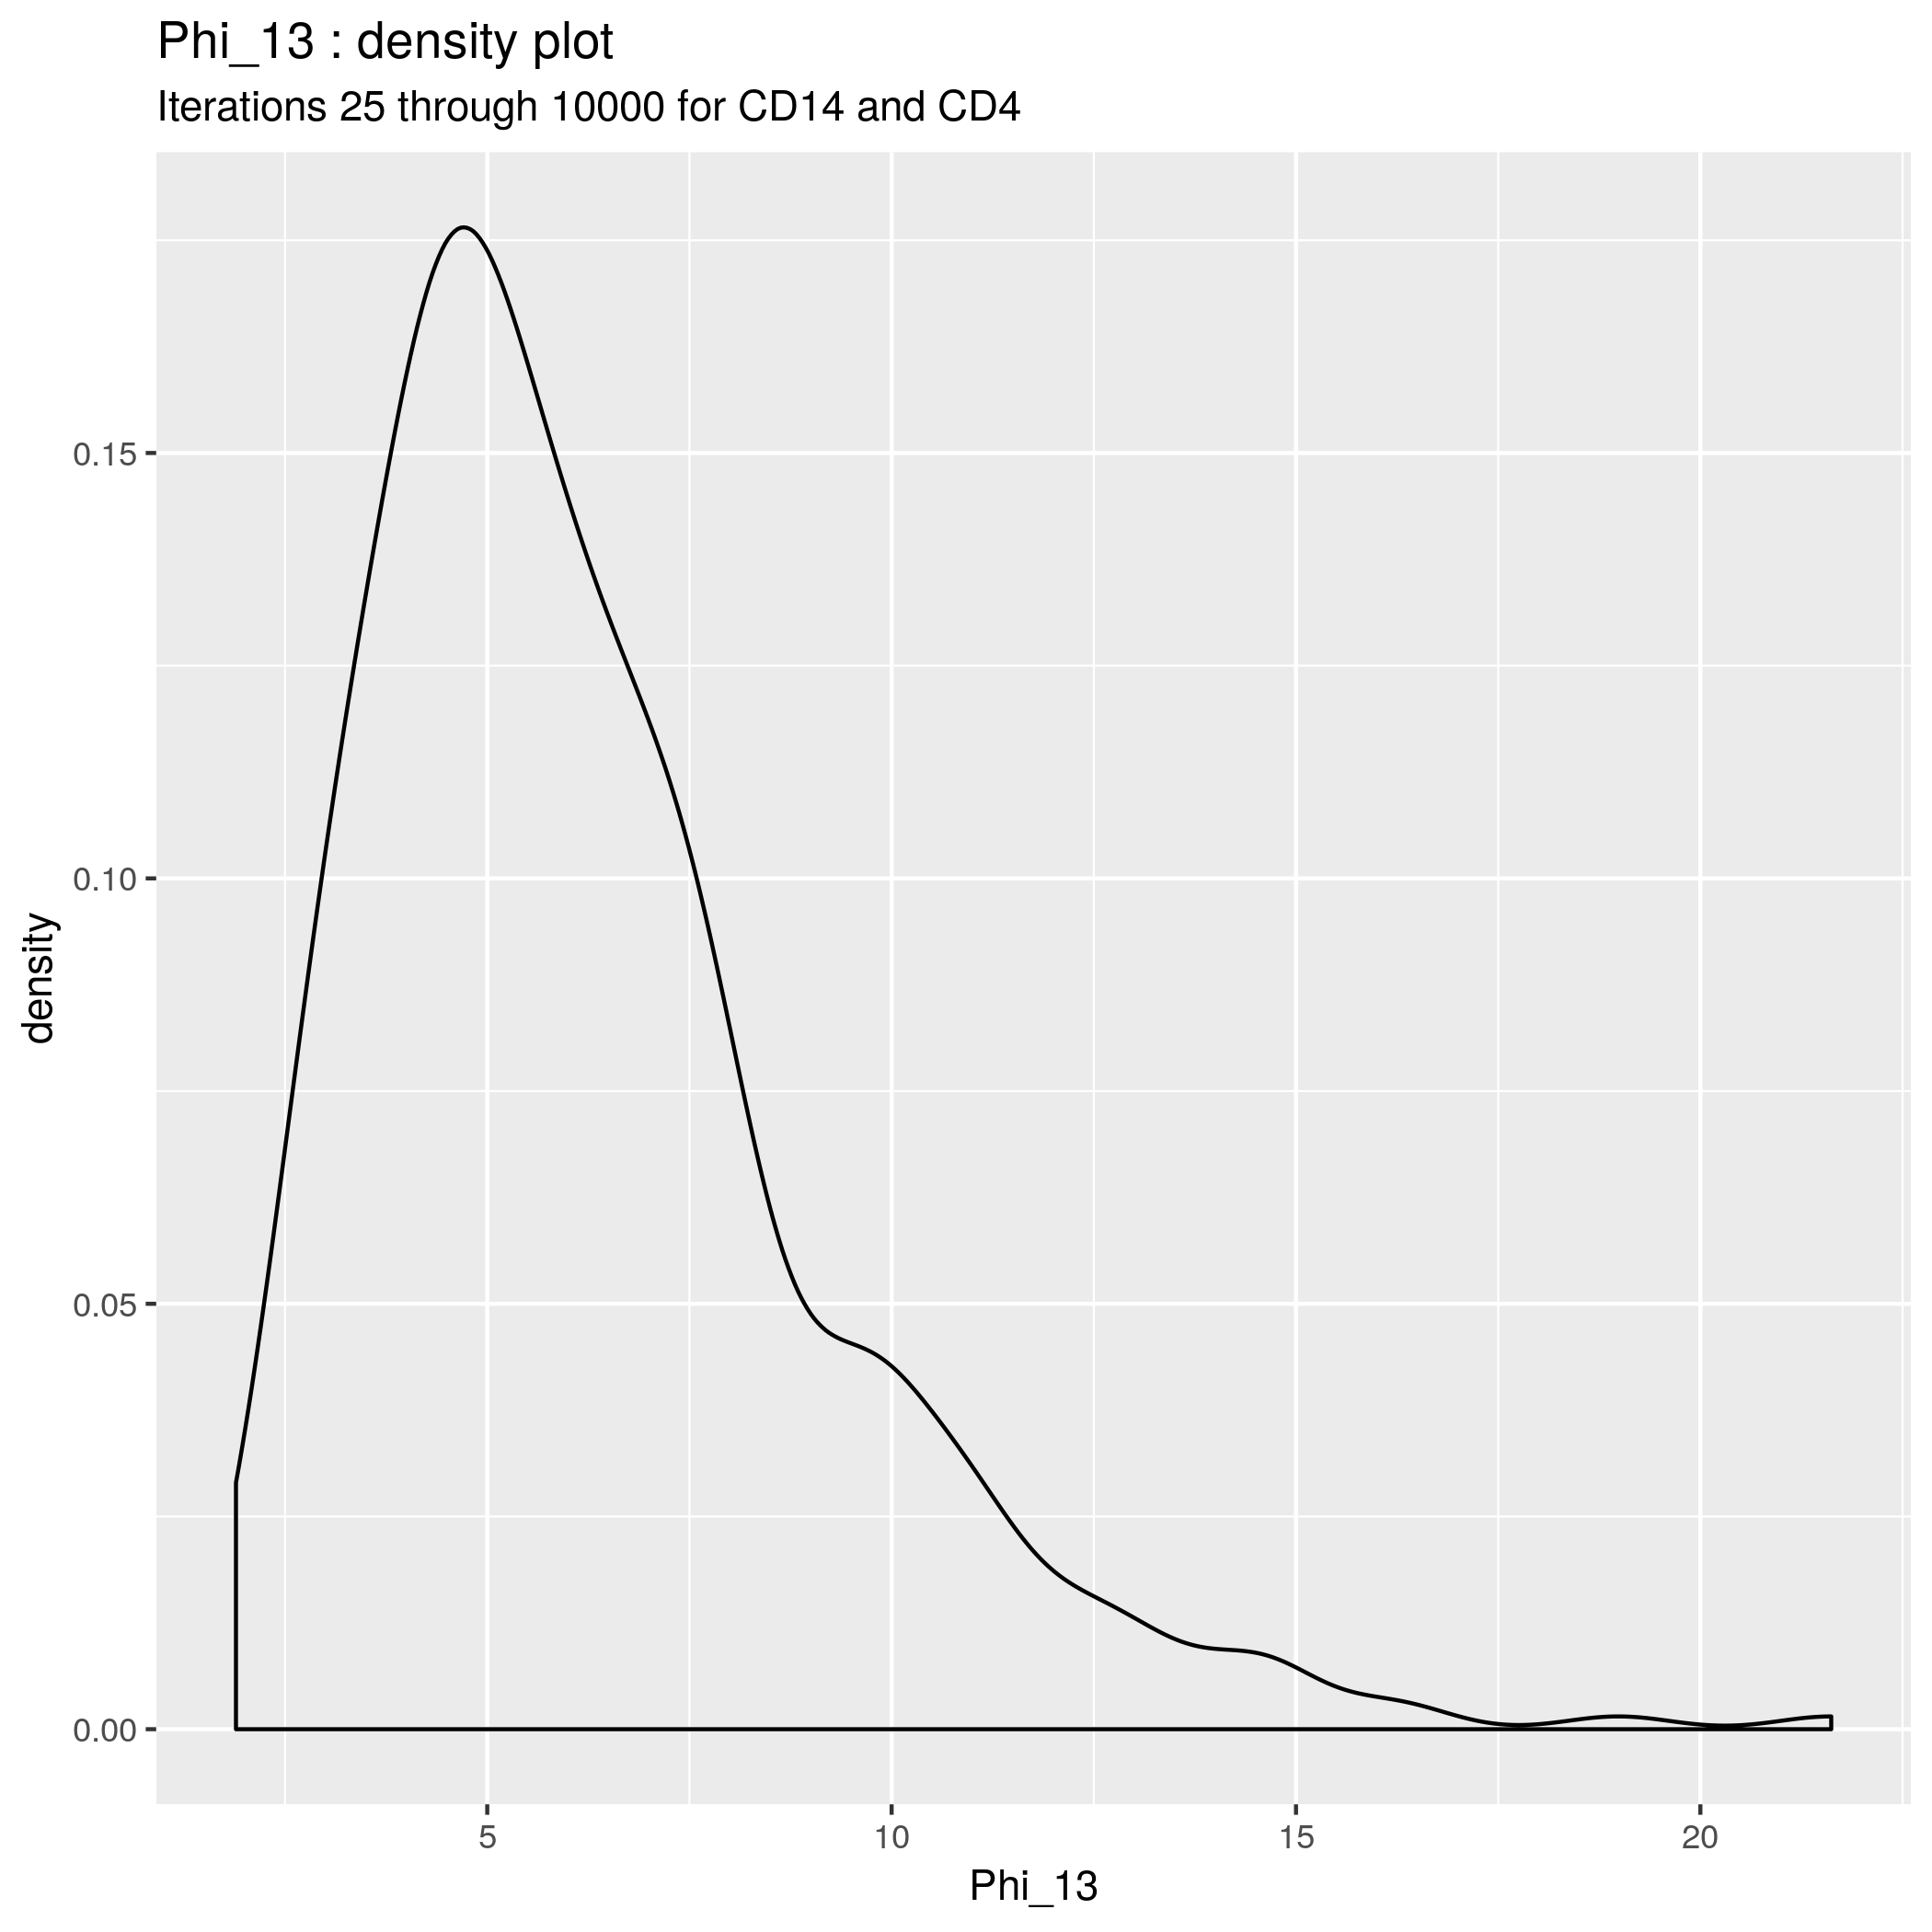 Phi_13 : density plot
Iterations 25 through 10000 for CD14 and CD4
density
0.15
0.10
0.05
0.00
5
10
15
20
Phi_13